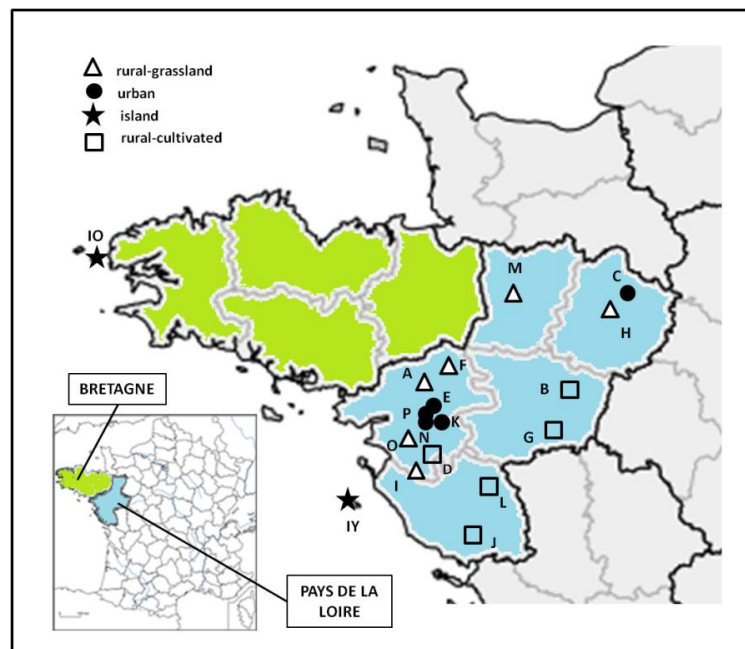 rural-grassland
urban
island
rural-cultivated
IO
M
C
H
F
A
E
B
P
K
N
G
O
D
I
L
IY
J
BRETAGNE
PAYS DE LA
LOIRE